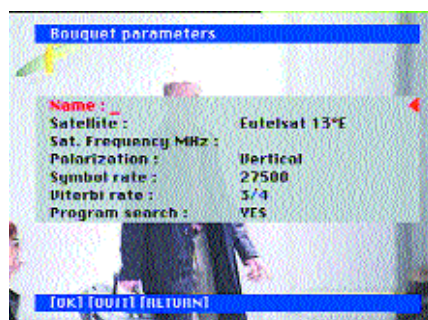 Bouquet parameters
Name : _
Satellite : Eutelsat 13°E
Sat. Frequency MHz :
Polarization : Vertical
Symbol rate : 27500
Viterbi rate : 3/4
Program search : YES
[OK] [QUIT] [RETURN]